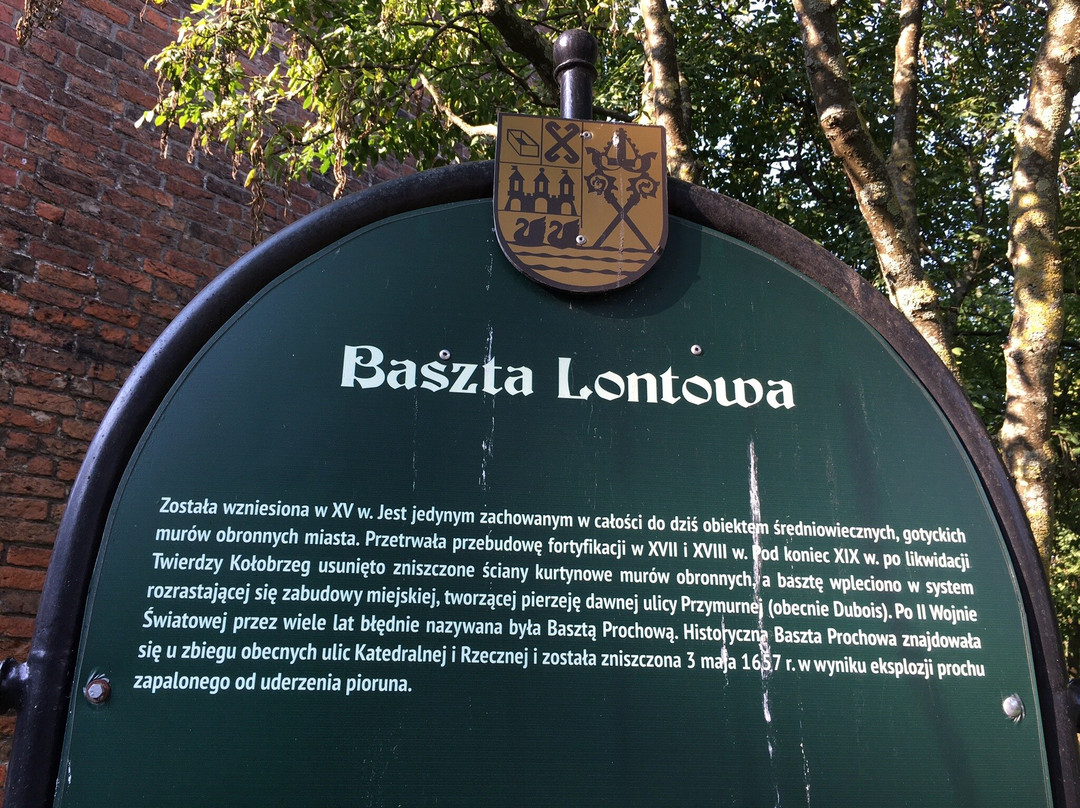 Baszta Lontowa
Została wzniesiona w XV w. Jest jedynym zachowanym w całości do dziś obiektem średniowiecznych, gotyckich
murów obronnych miasta. Przetrwała przebudowę fortyfikacji w XVII i XVIII w. Pod koniec XIX w. po likwidacji
Twierdzy Kołobrzeg usunięto zniszczone ściany kurtynowe murów obronnych, a basztę wpleciono w system
rozrastającej się zabudowy miejskiej, tworzącej pierzeję dawnej ulicy Przymurnej (obecnie Dubois). Po II Wojnie
Światowej przez wiele lat błędnie nazywana była Basztą Prochową. Historyczna Baszta Prochowa znajdowała
się u zbiegu obecnych ulic Katedralnej i Rzecznej i została zniszczona 3 maja 1657 r. w wyniku eksplozji prochu
zapalonego od uderzenia pioruna.